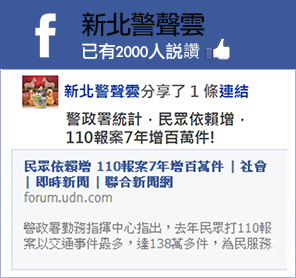 f
新北警聲雲
已有2000人説讚
新北警聲雲分享了 1 條連結
警政署統計．民眾依賴增．
110報案7年增百萬件!
民眾依賴增 110報案7年增百萬件 | 社會
| 即時新聞 | 聯合新聞網
forum.udn.com
警政署勤務指揮中心指出，去年民眾打110報
案以交通事件最多，達138萬多件，為民服務